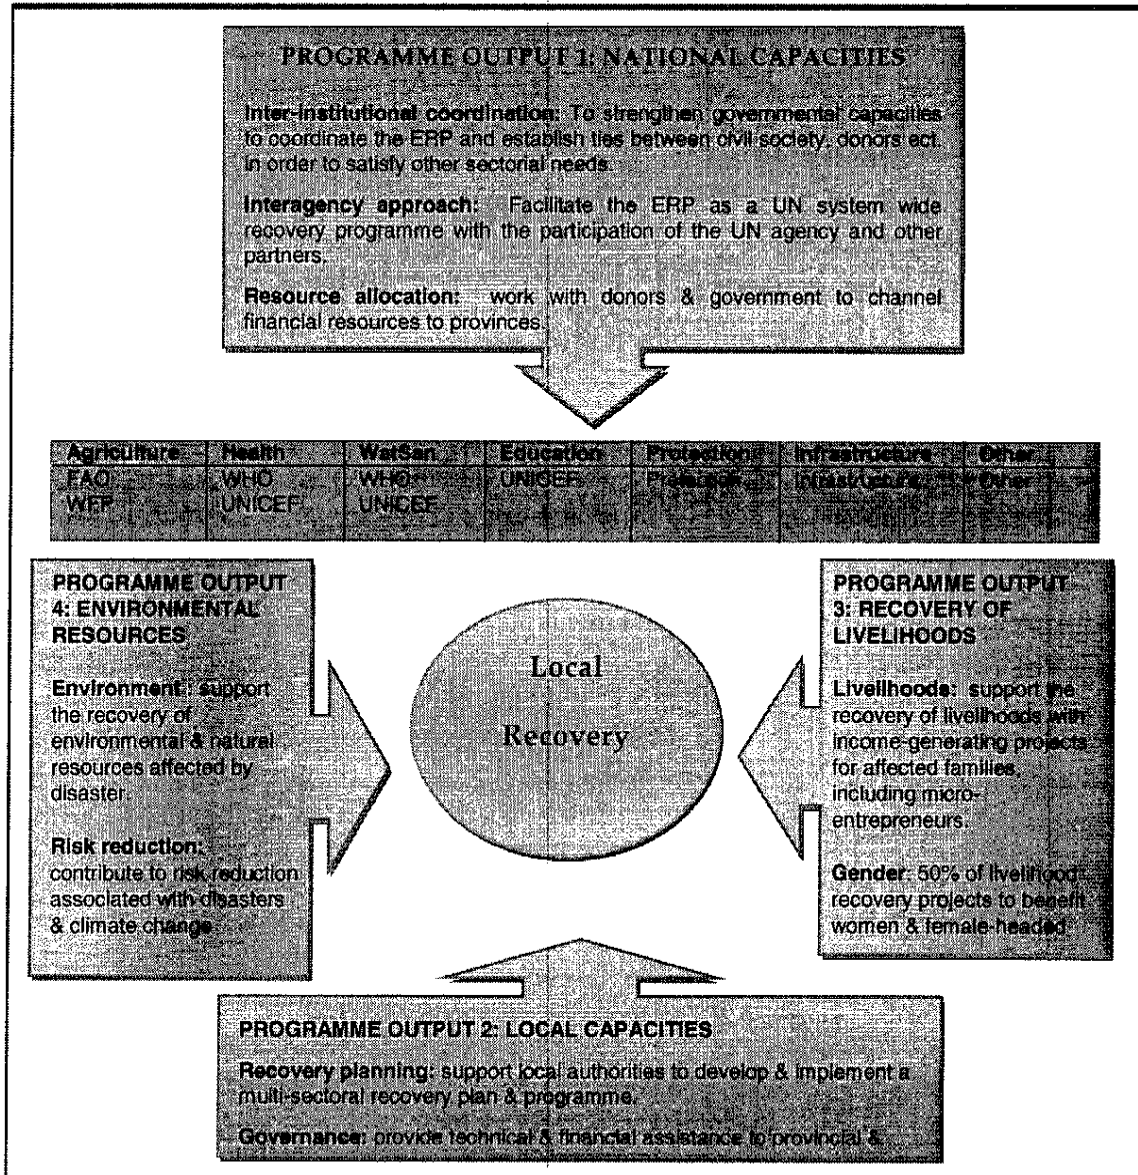 PROGRAMME OUTPUT 1: NATIONAL CAPACITIES
Inter-institutional coordination: To strengthen governmental capacities
to coordinate the ERP and establish ties between civil society, donors ect.
in order to satisfy other sectorial needs.
Interagency approach: Facilitate the ERP as a UN system wide
recovery programme with the participation of the UN agency and other
partners.
Resource allocation: work with donors & government to channel
financial resources to provinces.
Agriculture Health WatSan Education Protection Infrastructure Other
FAO WHO WHO UNICEF Protection Infrastructure Other
WFP UNICEF UNICEF
PROGRAMME OUTPUT
4: ENVIRONMENTAL
RESOURCES
Environment: support
the recovery of
environmental & natural
resources affected by
disaster.
Risk reduction:
contribute to risk reduction
associated with disasters
& climate change
Local
Recovery
PROGRAMME OUTPUT
3: RECOVERY OF
LIVELIHOODS
Livelihoods: support the
recovery of livelihoods with
income-generating projects
for affected families,
including micro-
entrepreneurs.
Gender: 50% of livelihood
recovery projects to benefit
women & female-headed
PROGRAMME OUTPUT 2: LOCAL CAPACITIES
Recovery planning: support local authorities to develop & implement a
multi-sectoral recovery plan & programme.
Governance: provide technical & financial assistance to provincial &